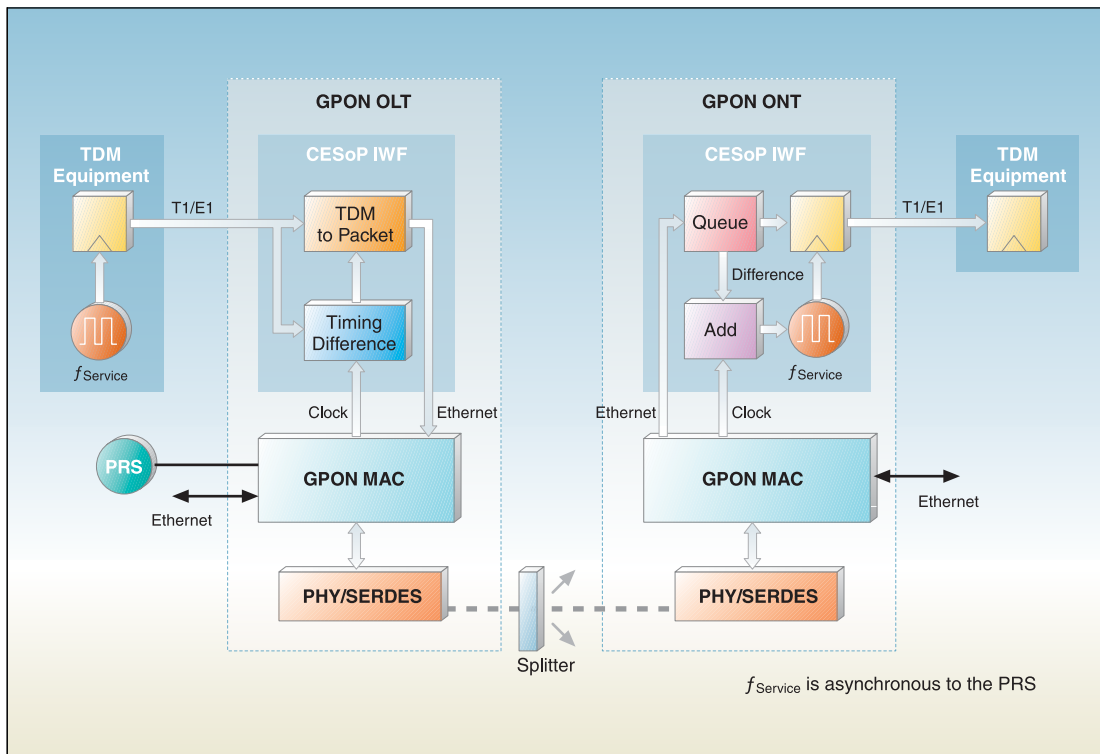 GPON OLT
GPON ONT
TDM
Equipment
CESoP IWF
CESoP IWF
TDM
Equipment
T1/E1
TDM
to Packet
Queue
T1/E1
Difference
Timing
Difference
Add
fService
fService
Clock
Ethernet
Ethernet
Clock
PRS
GPON MAC
GPON MAC
Ethernet
Ethernet
PHY/SERDES
PHY/SERDES
Splitter
fService is asynchronous to the PRS